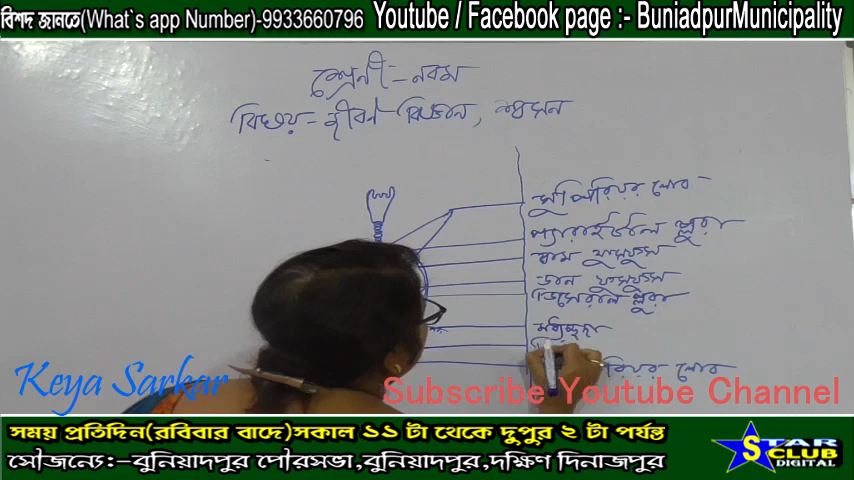 বিশদ জানতে(What`s app Number)-9933660796 Youtube / Facebook page :- BuniadpurMunicipality
শ্রেনী - নবম
বিষয় - জীবন বিজ্ঞান, শ্বসন
সুপিরিয়র লোব
প্যারাইটাল প্লুরা
বাম ফুসফুস
ডান ফুসফুস
ভিসেরাল প্লুরা
মধ্যচ্ছদা
রিয়র লোব
Keya Sarkar
Subscribe Youtube Channel
সময় প্রতিদিন(রবিবার বাদে)সকাল ১১ টা থেকে দুপুর ২ টা পর্যন্ত
সৌজন্যে:-বুনিয়াদপুর পৌরসভা,বুনিয়াদপুর,দক্ষিণ দিনাজপুর
STAR CLUB DIGITAL